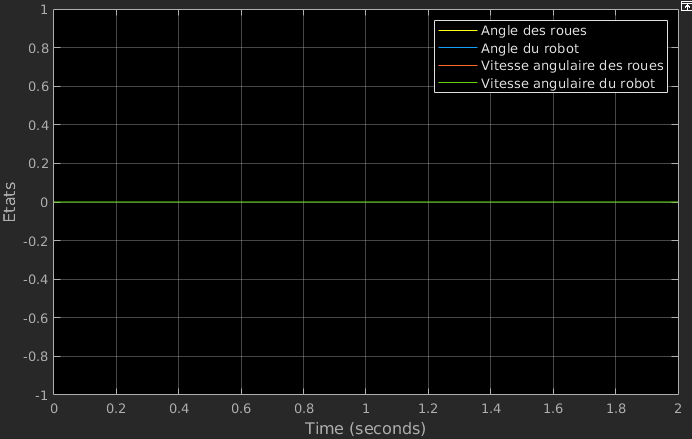 1
0.8
0.6
0.4
0.2
0
-0.2
-0.4
-0.6
-0.8
-1
Etats
Angle des roues
Angle du robot
Vitesse angulaire des roues
Vitesse angulaire du robot
0 0.2 0.4 0.6 0.8 1 1.2 1.4 1.6 1.8 2
Time (seconds)